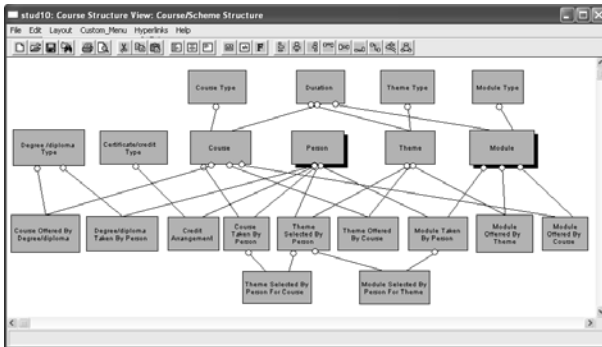 stud10: Course Structure View: Course/Scheme Structure
File Edit Layout Custom_Menu Hyperlinks Help
Course Type
Duration
Theme Type
Module Type
Degree /diploma
Type
Certificate/credit
Type
Course
Person
Theme
Module
Course Offered By
Degree/diploma
Degree/diploma
Taken By Person
Credit
Arrangement
Course
Taken By
Person
Theme
Selected By
Person
Theme Offered
By Course
Module Taken
By Person
Module
Offerred By
Theme
Module
Offered By
Course
Theme Selected By
Person For Course
Module Selected By
Person For Theme